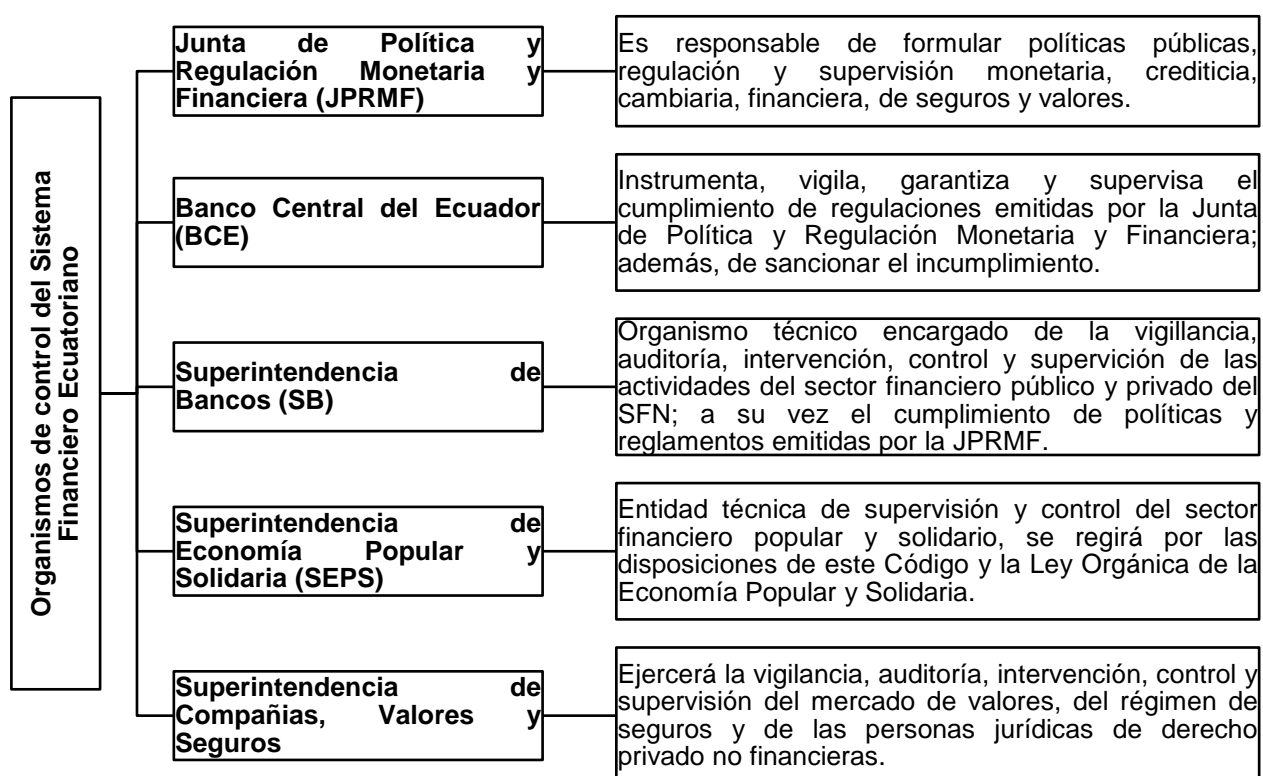 Organismos de control del Sistema
Financiero Ecuatoriano
Junta de Política y
Regulación Monetaria y
Financiera (JPRMF)
Es responsable de formular políticas públicas,
regulación y supervisión monetaria, crediticia,
cambiaria, financiera, de seguros y valores.
Banco Central del Ecuador
(BCE)
Instrumenta, vigila, garantiza y supervisa el
cumplimiento de regulaciones emitidas por la Junta
de Política y Regulación Monetaria y Financiera;
además, de sancionar el incumplimiento.
Superintendencia de
Bancos (SB)
Organismo técnico encargado de la vigillancia,
auditoría, intervención, control y supervición de las
actividades del sector financiero público y privado del
SFN; a su vez el cumplimiento de políticas y
reglamentos emitidas por la JPRMF.
Superintendencia de
Economía Popular y
Solidaria (SEPS)
Entidad técnica de supervisión y control del sector
financiero popular y solidario, se regirá por las
disposiciones de este Código y la Ley Orgánica de la
Economía Popular y Solidaria.
Superintendencia de
Compañias, Valores y
Seguros
Ejercerá la vigilancia, auditoría, intervención, control y
supervisión del mercado de valores, del régimen de
seguros y de las personas jurídicas de derecho
privado no financieras.